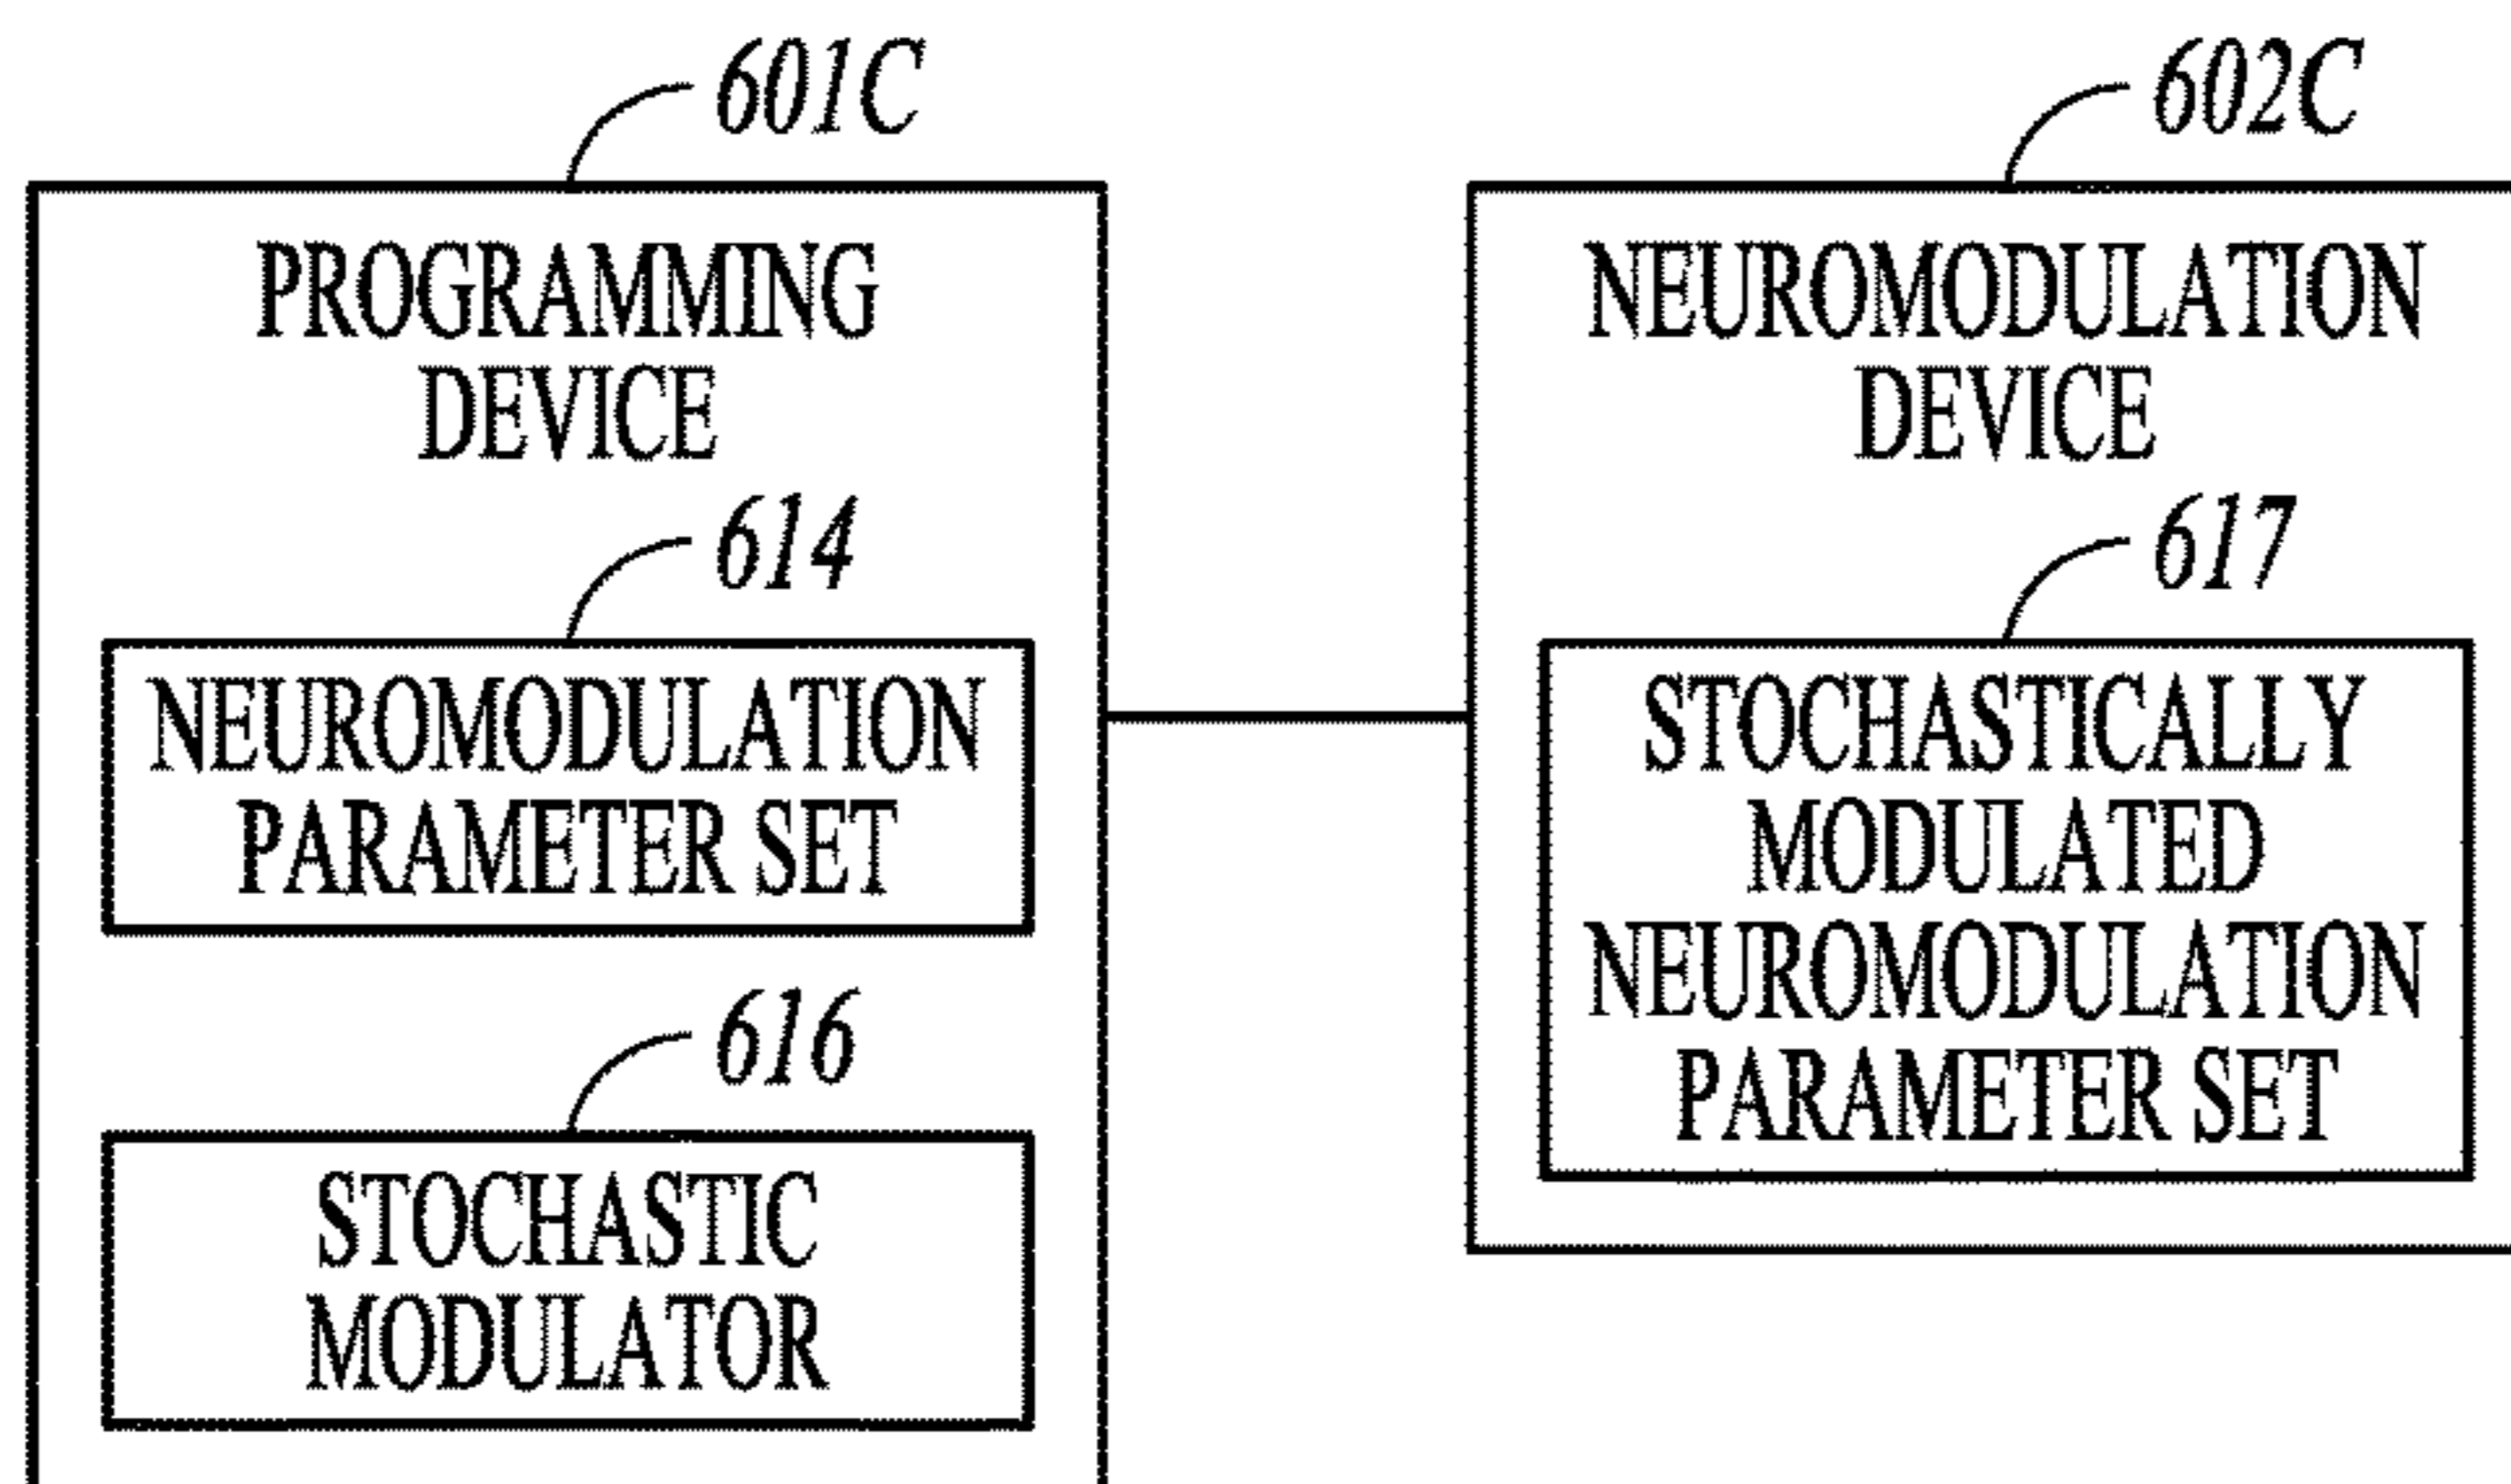 601C
PROGRAMMING
DEVICE
614
NEUROMODULATION
PARAMETER SET
616
STOCHASTIC
MODULATOR
602C
NEUROMODULATION
DEVICE
617
STOCHASTICALLY
MODULATED
NEUROMODULATION
PARAMETER SET